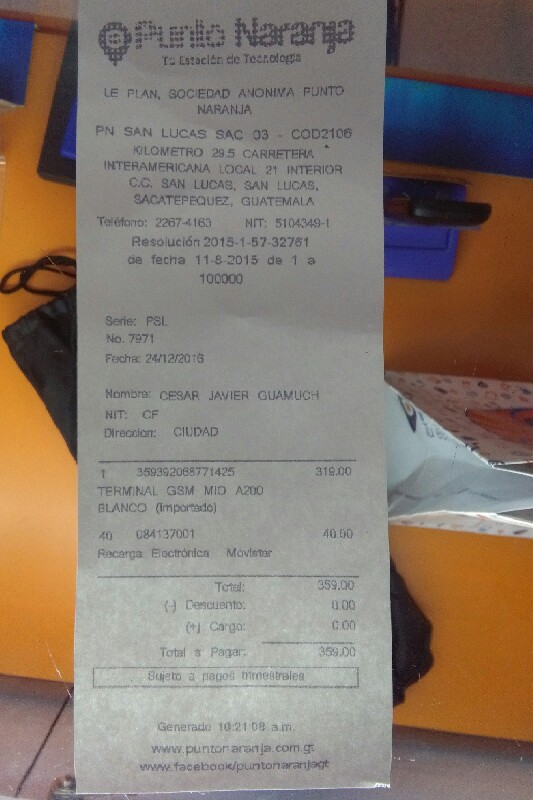 Punto Naranja
Tu Estación de Tecnología
LE PLAN, SOCIEDAD ANONIMA PUNTO
NARANJA
PN SAN LUCAS SAC 03 - COD2106
KILOMETRO 29.5 CARRETERA
INTERAMERICANA LOCAL 21 INTERIOR
C.C. SAN LUCAS, SAN LUCAS,
SACATEPEQUEZ, GUATEMALA
Teléfono: 2267-4163 NIT: 5104349-1
Resolución 2015-1-57-32761
de fecha 11-8-2015 de 1 a
100000
Serie: PSL
No. 7971
Fecha: 24/12/2016
Nombre: CESAR JAVIER GUAMUCH
NIT: CF
Direccion: CIUDAD
1 359392068771425 319.00
TERMINAL GSM MIO A200
BLANCO (Importado)
40 084137001 40.00
Recarga Electrónica Movistar
Total: 359.00
(-) Descuento: 0.00
(+) Cargo: 0.00
Total a Pagar: 359.00
Sujeto a pagos trimestrales
Generado 10:21:08 a.m.
www.puntonaranja.com.gt
www.facebook/puntonaranjagt